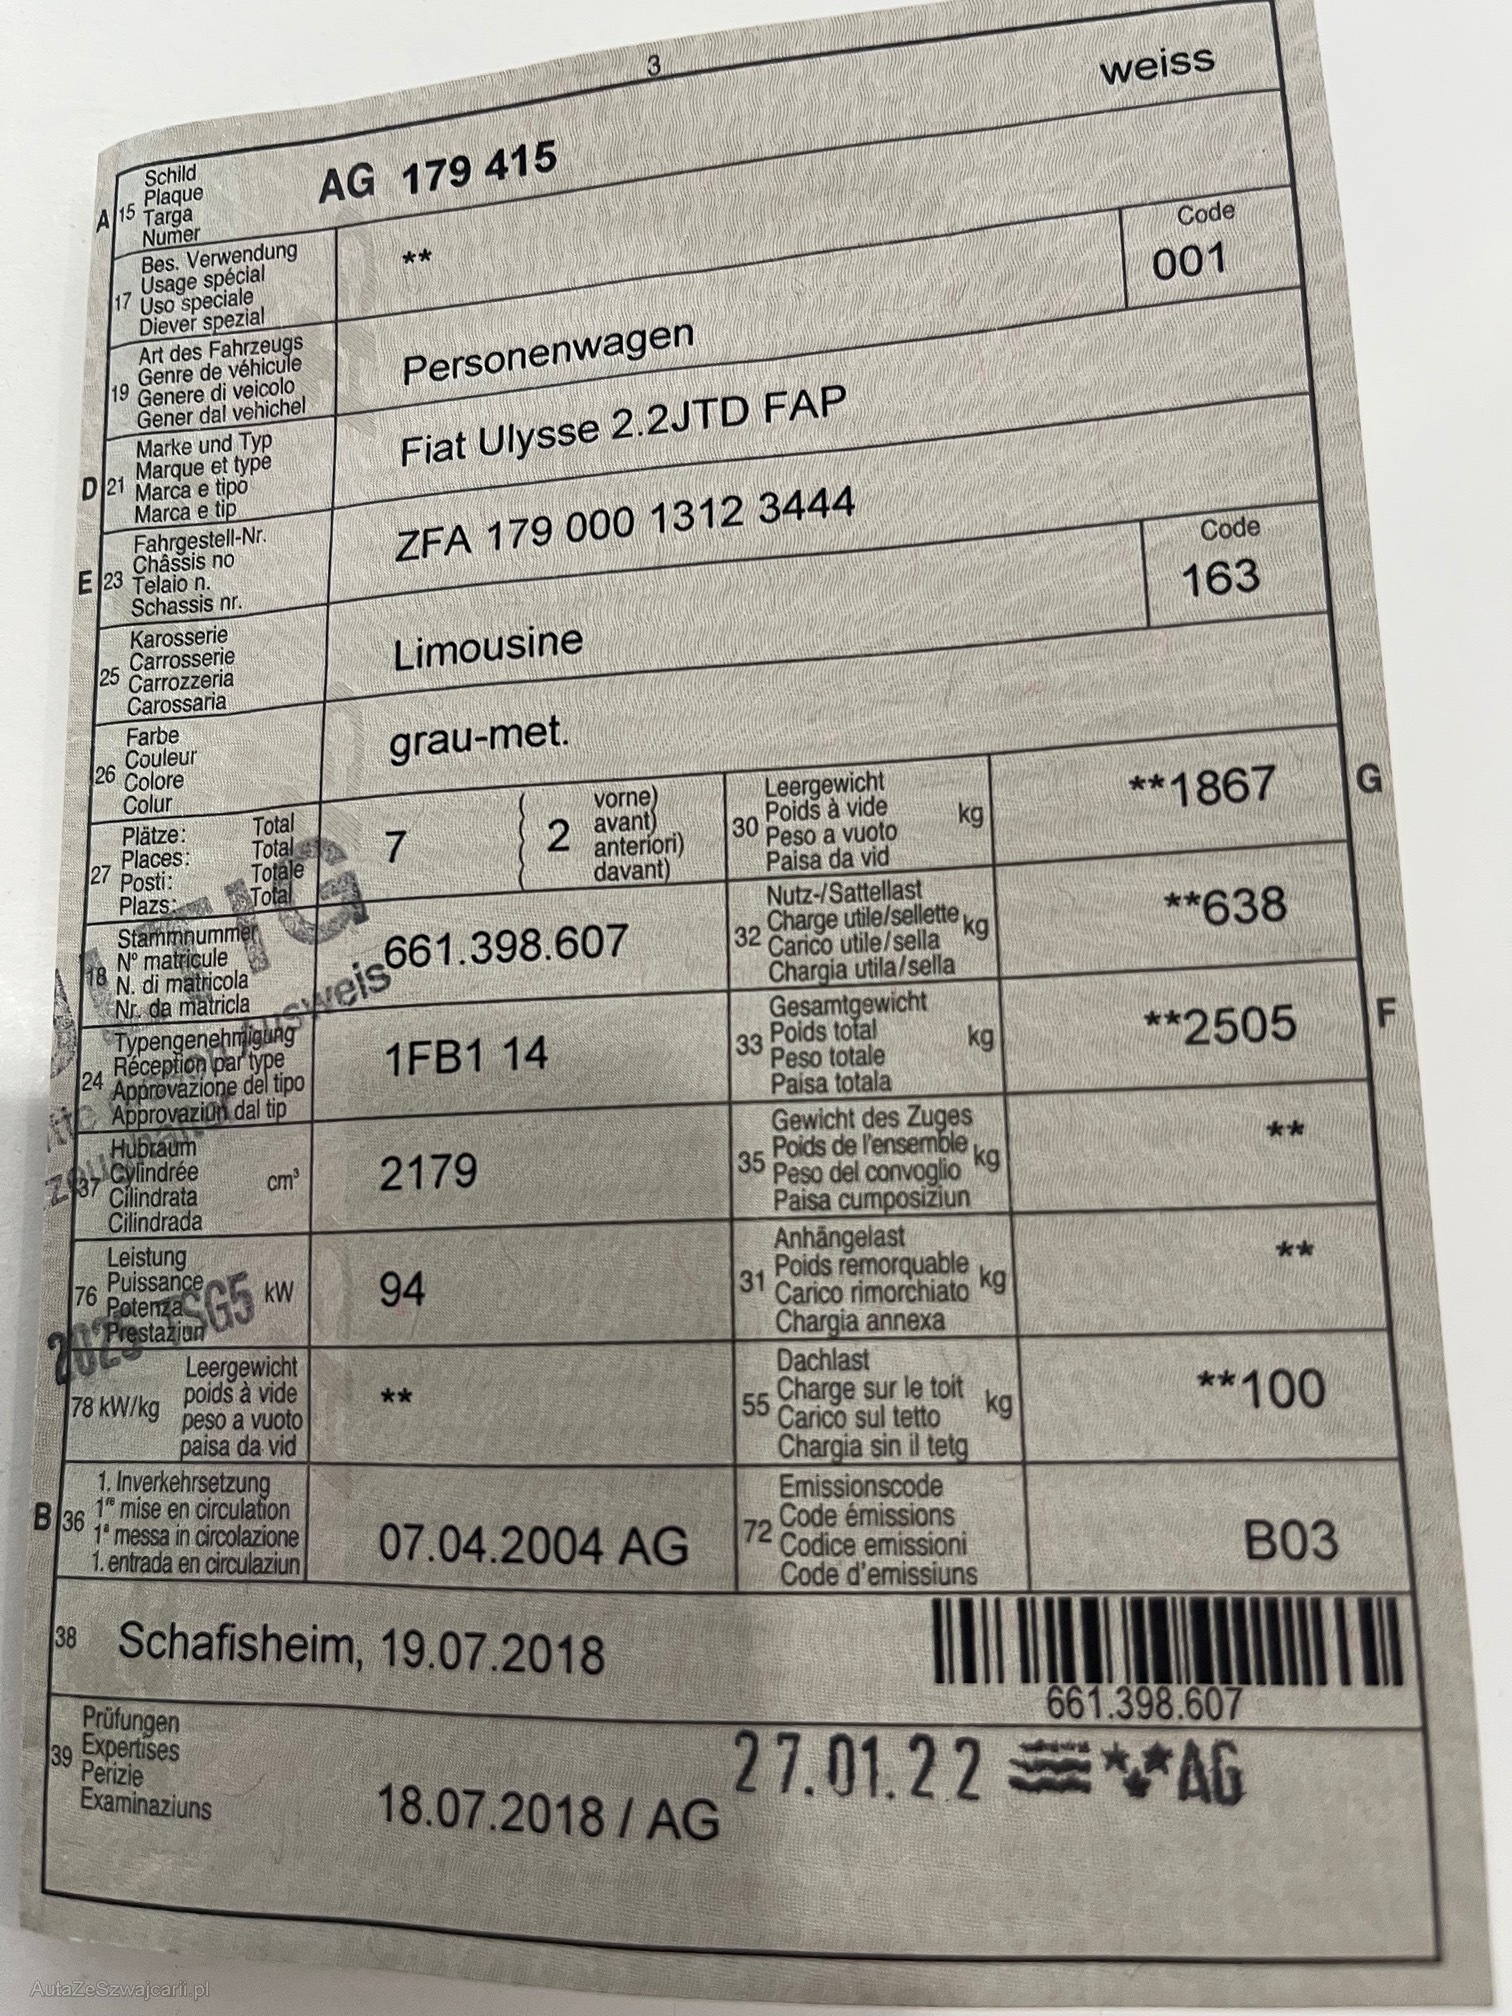 3
weiss
A 15 Schild
Plaque
Targa
Numer
AG 179 415
17 Bes. Verwendung
Usage spécial
Uso speciale
Diever spezial
**
19 Art des Fahrzeugs
Genre de véhicule
Genere di veicolo
Gener dal vehichel
Personenwagen
Code
001
D 21 Marke und Typ
Marque et type
Marca e tipo
Marca e tip
Fiat Ulysse 2.2JTD FAP
E 23 Fahrgestell-Nr.
Châssis no
Telaio n.
Schassis nr.
ZFA 179 000 1312 3444
25 Karosserie
Carrosserie
Carrozzeria
Carossaria
Limousine
Code
163
26 Farbe
Couleur
Colore
Colur
grau-met.
27 Plätze: Total
Places: Total
Posti: Totale
Plazs: Total
7
2
vorne)
avant)
anteriori)
davant)
30 Leergewicht
Poids à vide
Peso a vuoto
Paisa da vid
kg
**1867
G
18 Stammnummer
N° matricule
N. di matricola
Nr. da matricla
661.398.607
32 Nutz-/Sattellast
Charge utile/sellette
Carico utile/sella
Chargia utila/sella
kg
**638
24 Typengenehmigung
Réception par type
Approvazione del tipo
Approvaziun dal tip
1FB1 14
33 Gesamtgewicht
Poids total
Peso totale
Paisa totala
kg
**2505
F
37 Hubraum
Cylindrée
Cilindrata
Cilindrada
cm³
2179
35 Gewicht des Zuges
Poids de l'ensemble
Peso del convoglio
Paisa cumposiziun
kg
**
76 Leistung
Puissance
Potenza
Prestaziun
kW
94
31 Anhängelast
Poids remorquable
Carico rimorchiato
Chargia annexa
kg
**
2025 TSG5
78 kW/kg
Leergewicht
poids à vide
peso a vuoto
paisa da vid
**
55 Dachlast
Charge sur le toit
Carico sul tetto
Chargia sin il tetg
kg
**100
B 36 1. Inverkehrsetzung
1re mise en circulation
1a messa in circolazione
1. entrada en circulaziun
07.04.2004 AG
72 Emissionscode
Code émissions
Codice emissioni
Code d'emissiuns
B03
38 Schafisheim, 19.07.2018
661.398.607
39 Prüfungen
Expertises
Perizie
Examinaziuns
18.07.2018 / AG
27.01.22 AG
AutaZeSzwajcarii.pl